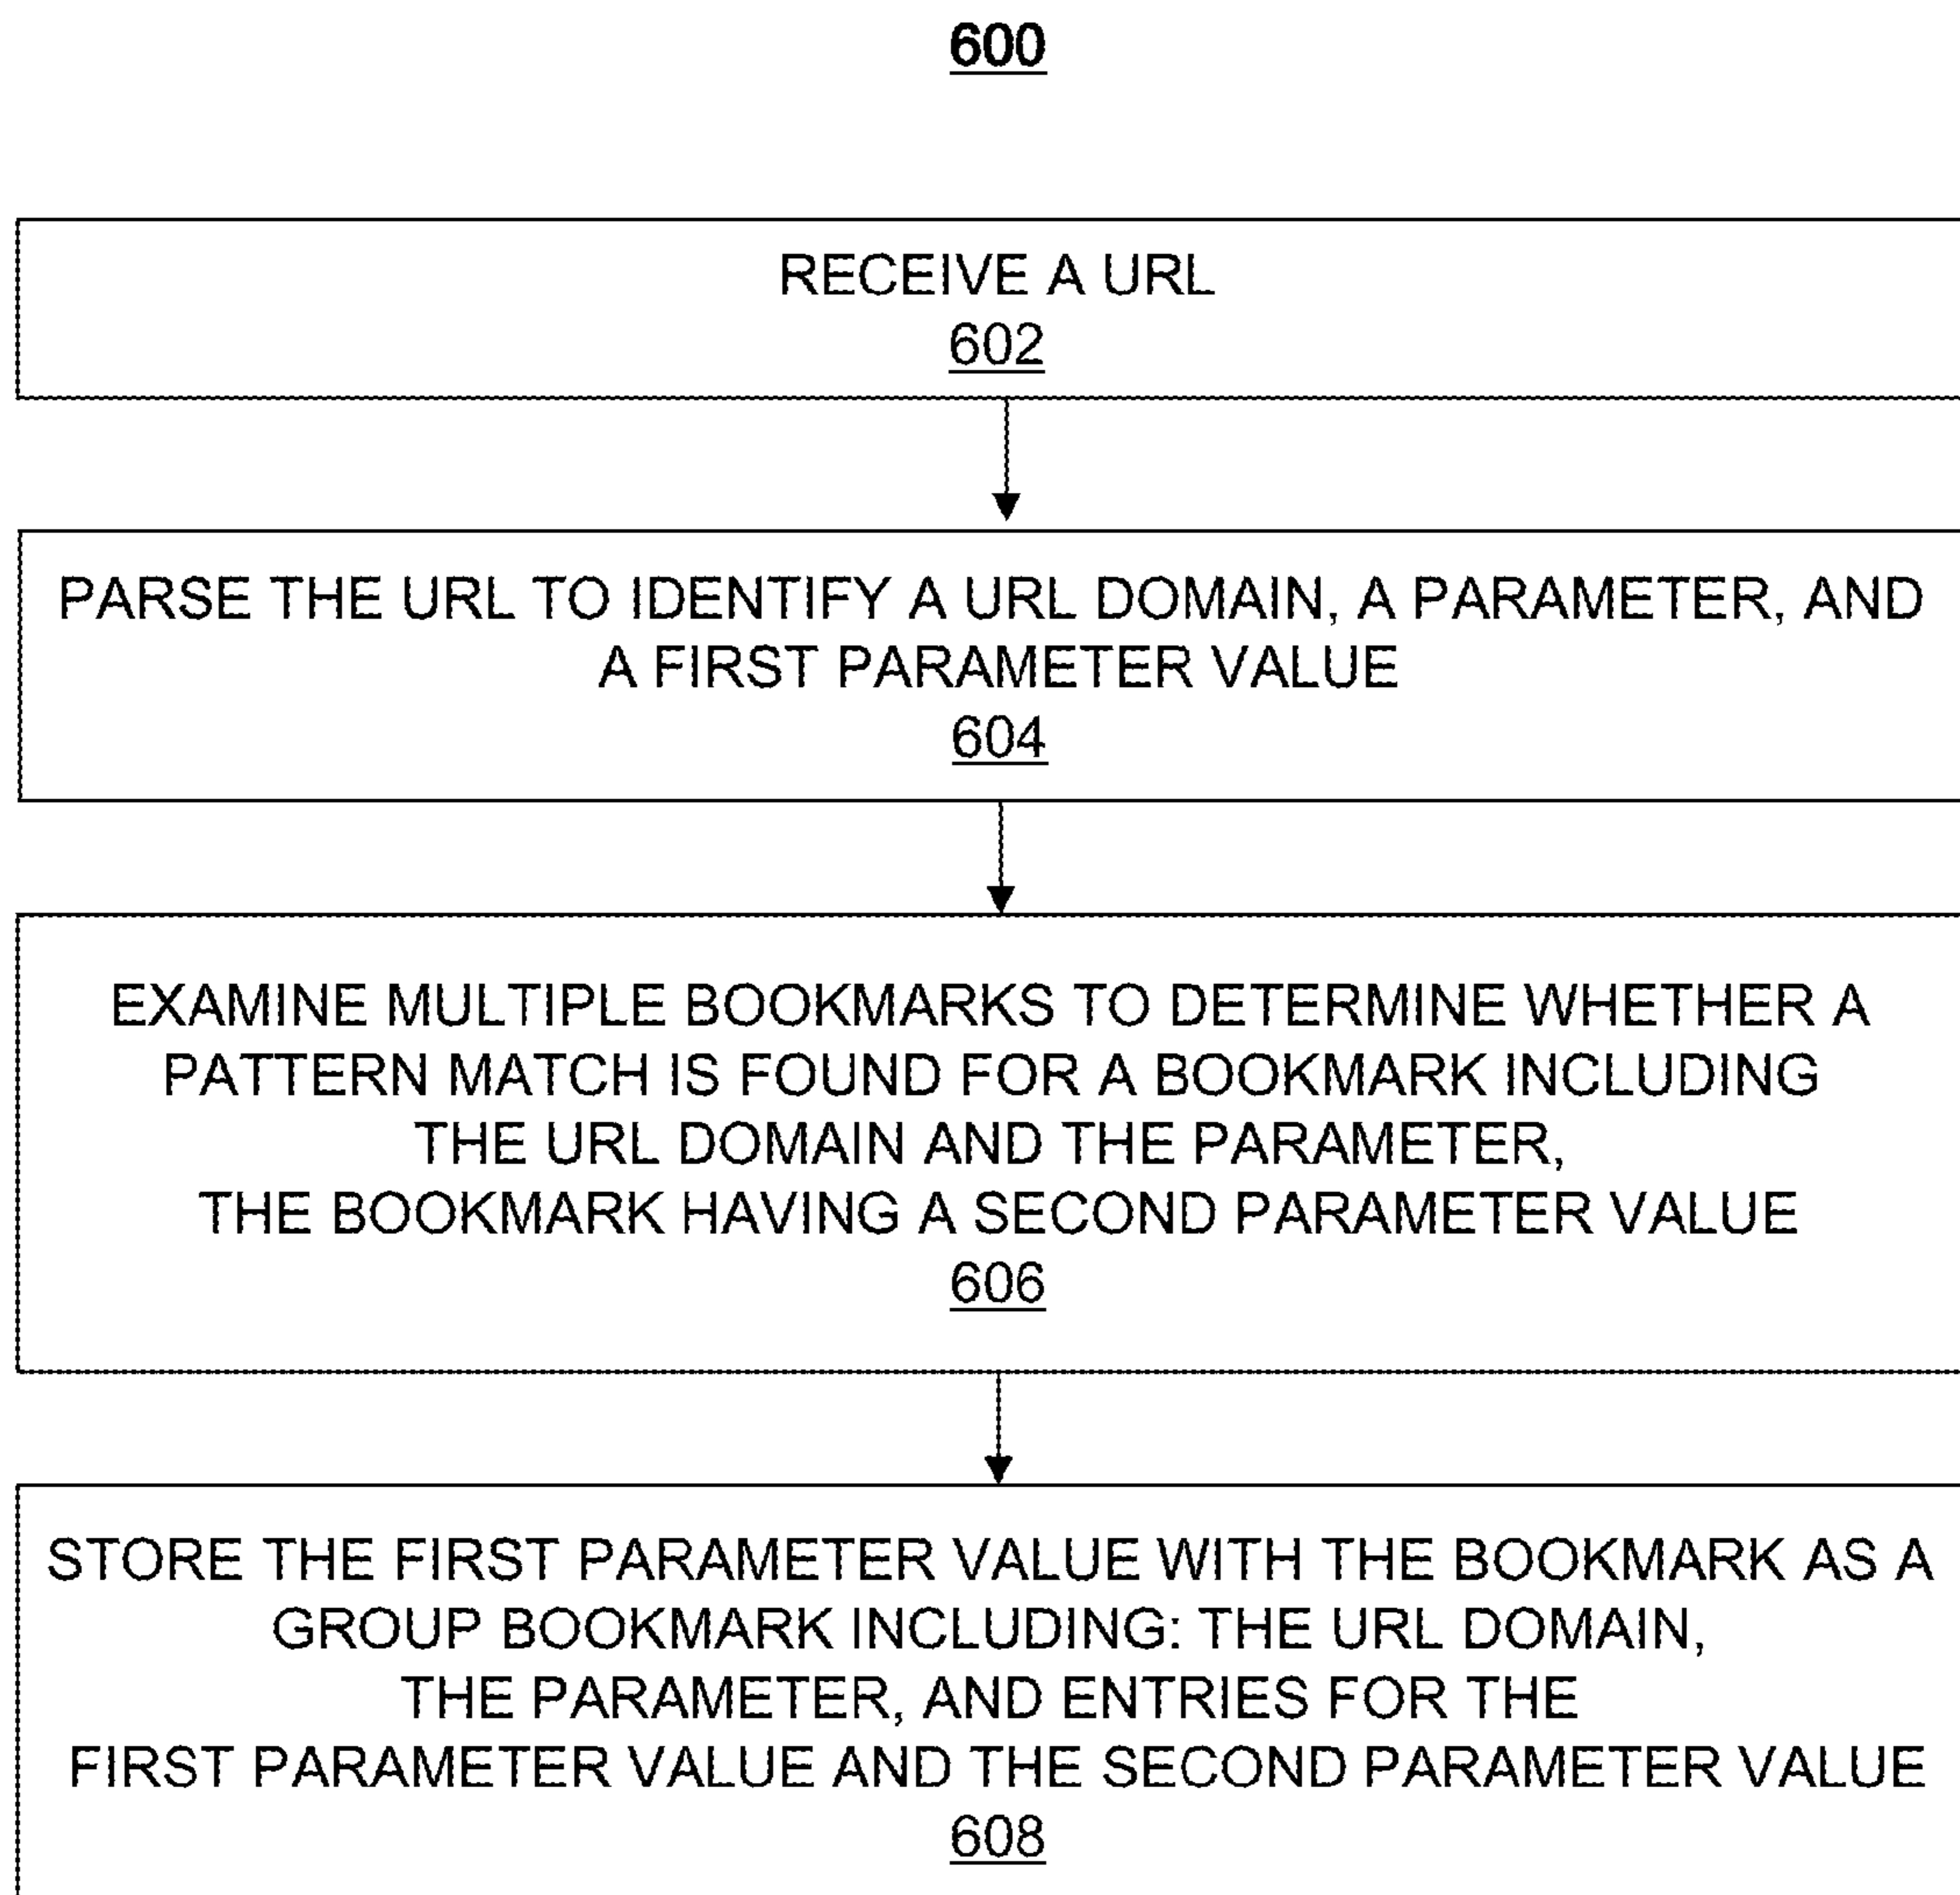 600
RECEIVE A URL
602
PARSE THE URL TO IDENTIFY A URL DOMAIN, A PARAMETER, AND
A FIRST PARAMETER VALUE
604
EXAMINE MULTIPLE BOOKMARKS TO DETERMINE WHETHER A
PATTERN MATCH IS FOUND FOR A BOOKMARK INCLUDING
THE URL DOMAIN AND THE PARAMETER,
THE BOOKMARK HAVING A SECOND PARAMETER VALUE
606
STORE THE FIRST PARAMETER VALUE WITH THE BOOKMARK AS A
GROUP BOOKMARK INCLUDING: THE URL DOMAIN,
THE PARAMETER, AND ENTRIES FOR THE
FIRST PARAMETER VALUE AND THE SECOND PARAMETER VALUE
608